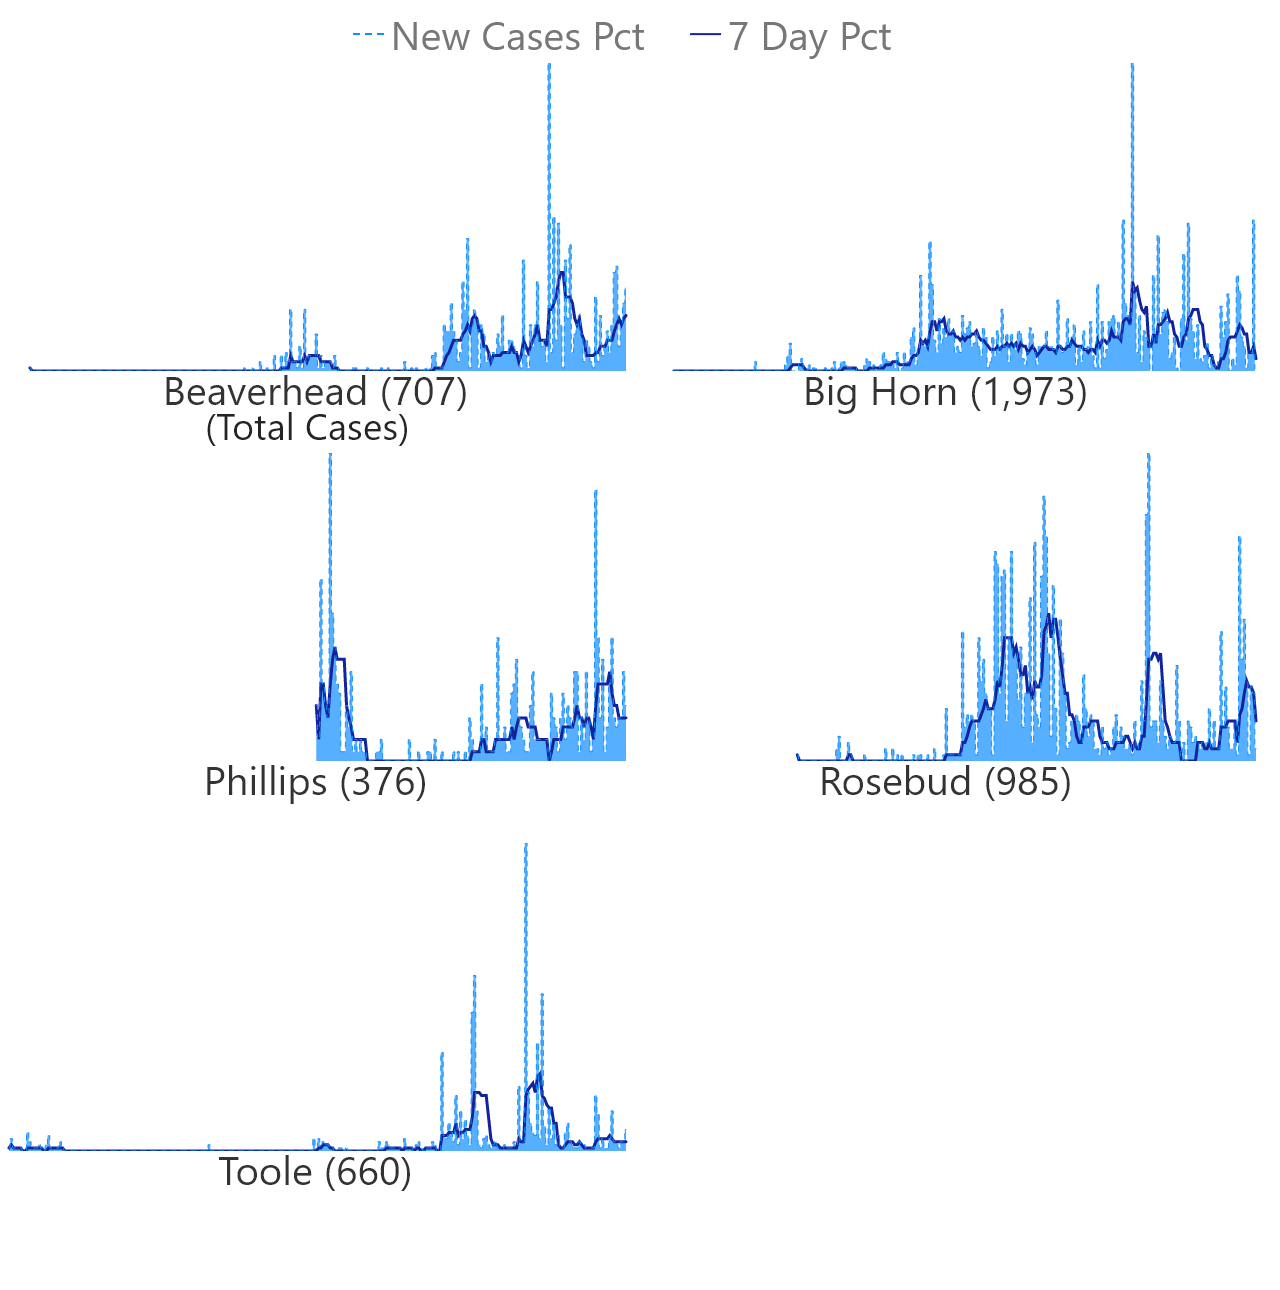 New Cases Pct 7 Day Pct
Beaverhead (707) Big Horn (1,973)
(Total Cases)
Phillips (376) Rosebud (985)
Toole (660)